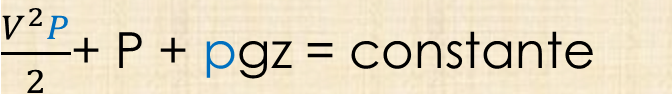 V²P/2 + P + pgz = constante